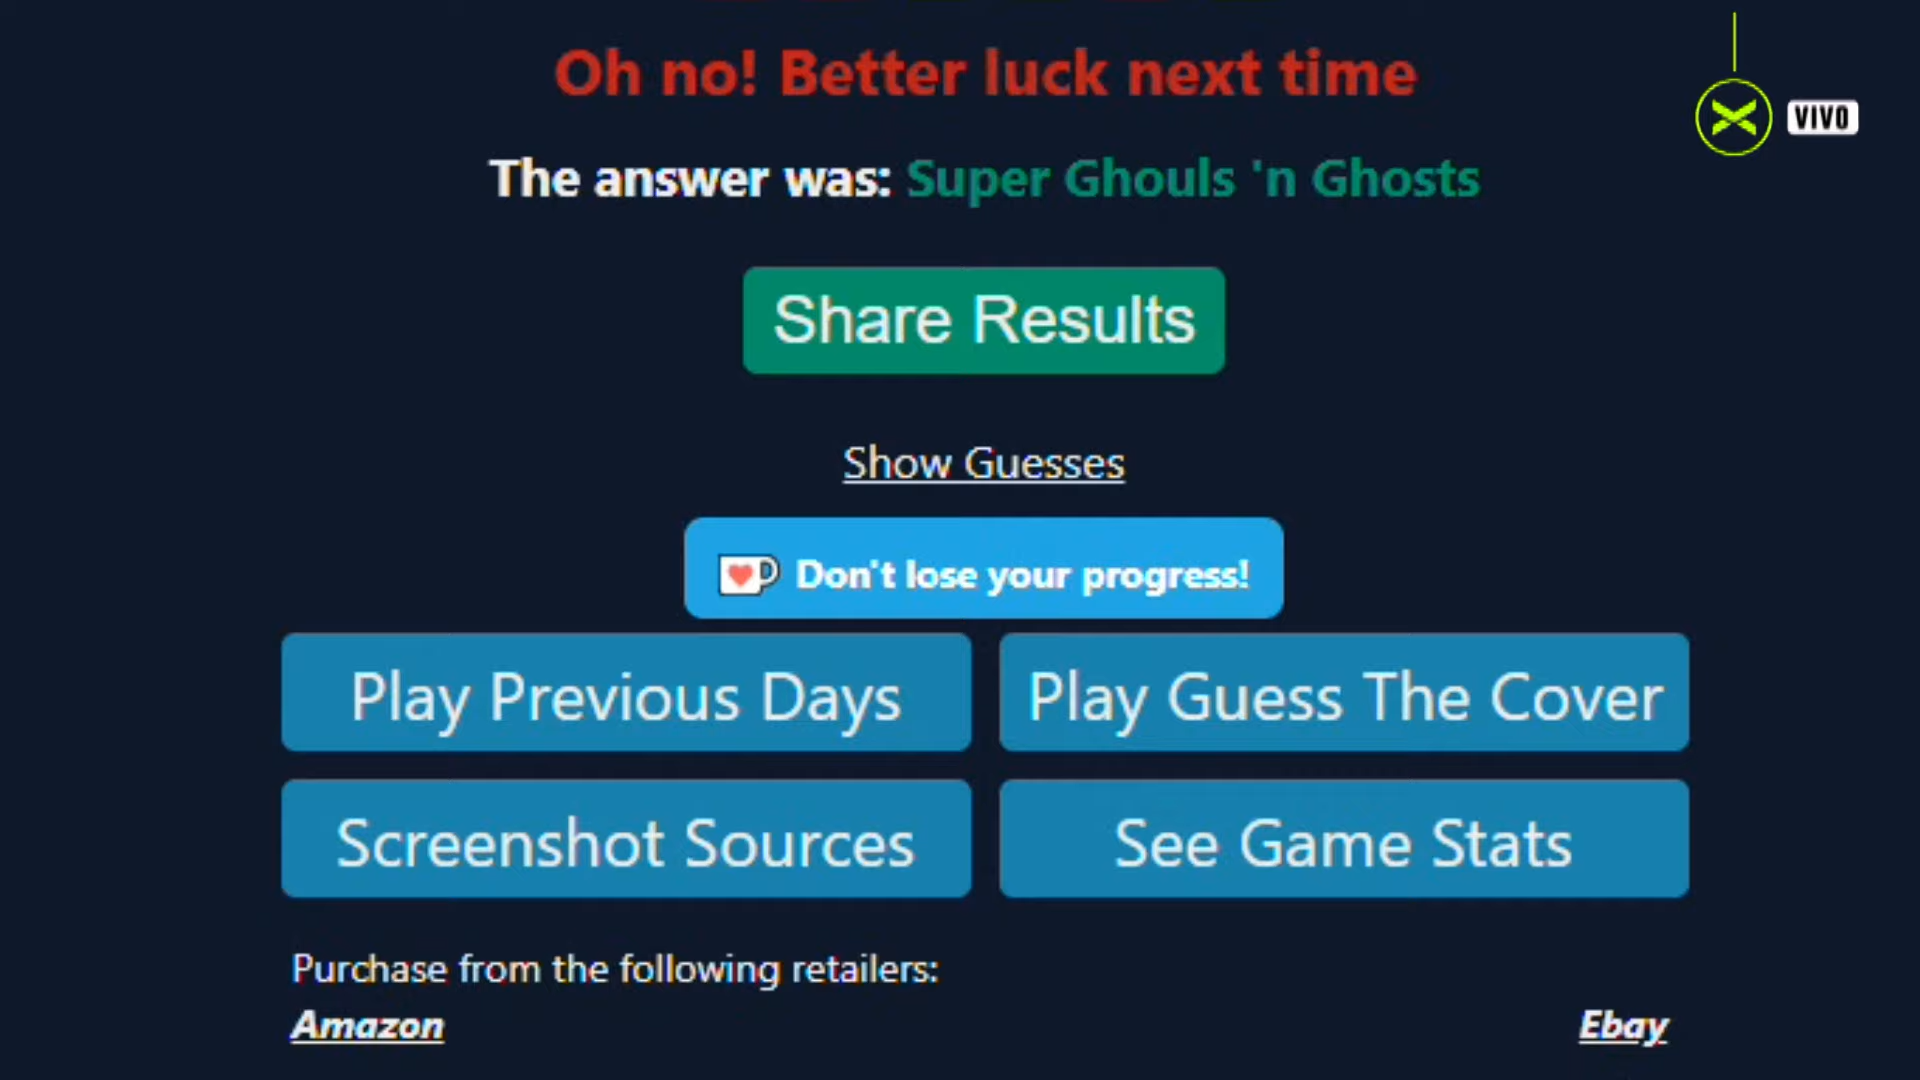 Oh no! Better luck next time
VIVO
The answer was: Super Ghouls 'n Ghosts
Share Results
Show Guesses
Don't lose your progress!
Play Previous Days
Play Guess The Cover
Screenshot Sources
See Game Stats
Purchase from the following retailers:
Amazon
Ebay